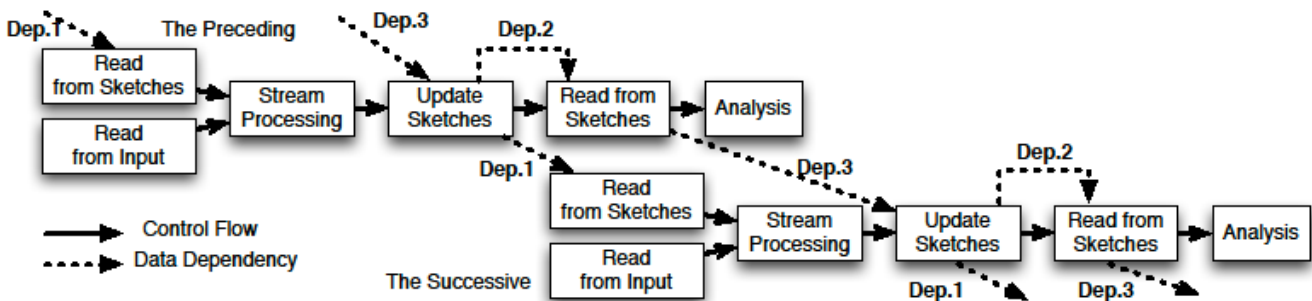 Dep.1
The Preceding
Dep.3
Dep.2
Read
from Sketches
Stream
Processing
Update
Sketches
Read from
Sketches
Analysis
Read
from Input
Dep.1
Dep.3
Dep.2
Read
from Sketches
Stream
Processing
Update
Sketches
Read from
Sketches
Analysis
Control Flow
Data Dependency
The Successive
Read
from Input
Dep.1
Dep.3